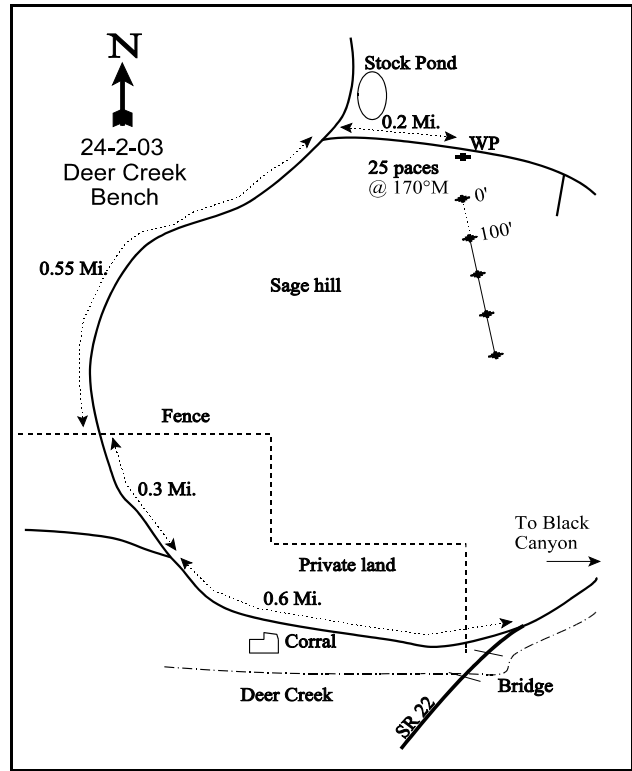 N
24-2-03
Deer Creek
Bench
Stock Pond
0.2 Mi.
WP
25 paces
@ 170°M
0'
100'
0.55 Mi.
Sage hill
Fence
0.3 Mi.
To Black
Canyon
Private land
0.6 Mi.
Corral
Deer Creek
Bridge
SR 22